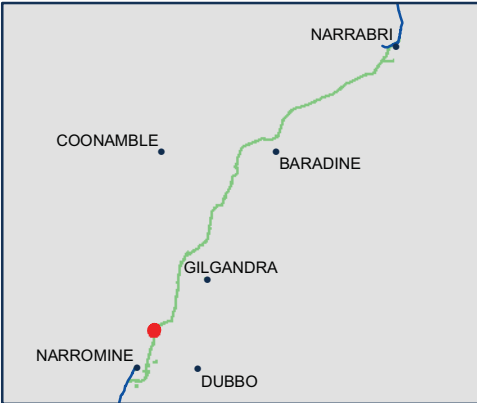 NARRABRI
COONAMBLE
BARADINE
GILGANDRA
NARROMINE
DUBBO